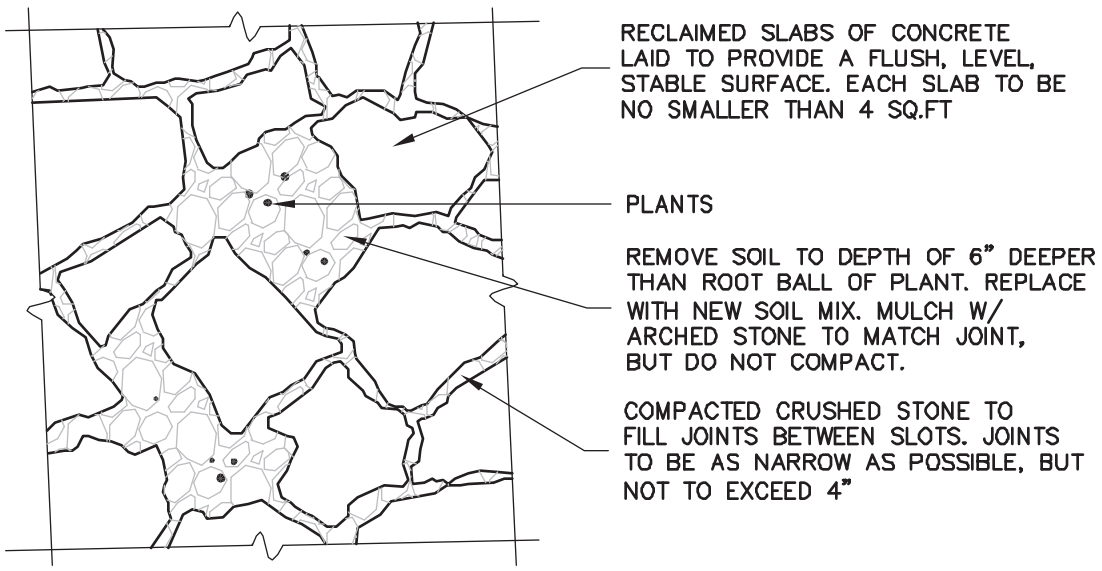 RECLAIMED SLABS OF CONCRETE
LAID TO PROVIDE A FLUSH, LEVEL,
STABLE SURFACE. EACH SLAB TO BE
NO SMALLER THAN 4 SQ.FT
PLANTS
REMOVE SOIL TO DEPTH OF 6” DEEPER
THAN ROOT BALL OF PLANT. REPLACE
WITH NEW SOIL MIX. MULCH W/
ARCHED STONE TO MATCH JOINT,
BUT DO NOT COMPACT.
COMPACTED CRUSHED STONE TO
FILL JOINTS BETWEEN SLOTS. JOINTS
TO BE AS NARROW AS POSSIBLE, BUT
NOT TO EXCEED 4”